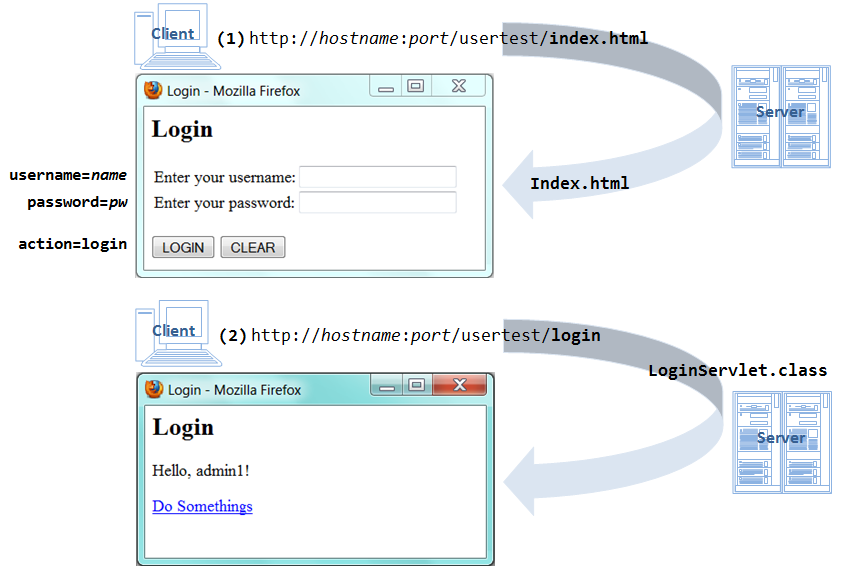 Client
(1) http://hostname:port/usertest/index.html
Login - Mozilla Firefox
Server
Login
username=name
Enter your username:
Index.html
password=pw
Enter your password:
action=login
LOGIN CLEAR
Client
(2) http://hostname:port/usertest/login
LoginServlet.class
Login - Mozilla Firefox
Login
Server
Hello, admin1!
Do Somethings